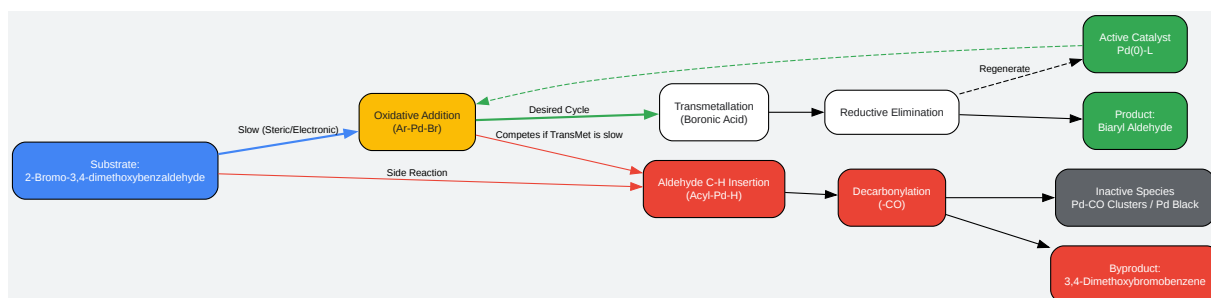 Substrate:
2-Bromo-3,4-dimethoxybenzaldehyde
Slow (Steric/Electronic)
Side Reaction
Oxidative Addition
(Ar-Pd-Br)
Desired Cycle
Competes if TransMet is slow
Transmetallation
(Boronic Acid)
Reductive Elimination
Regenerate
Active Catalyst
Pd(0)-L
Product:
Biaryl Aldehyde
Aldehyde C-H Insertion
(Acyl-Pd-H)
Decarbonylation
(-CO)
Inactive Species
Pd-CO Clusters / Pd Black
Byproduct:
3,4-Dimethoxybromobenzene